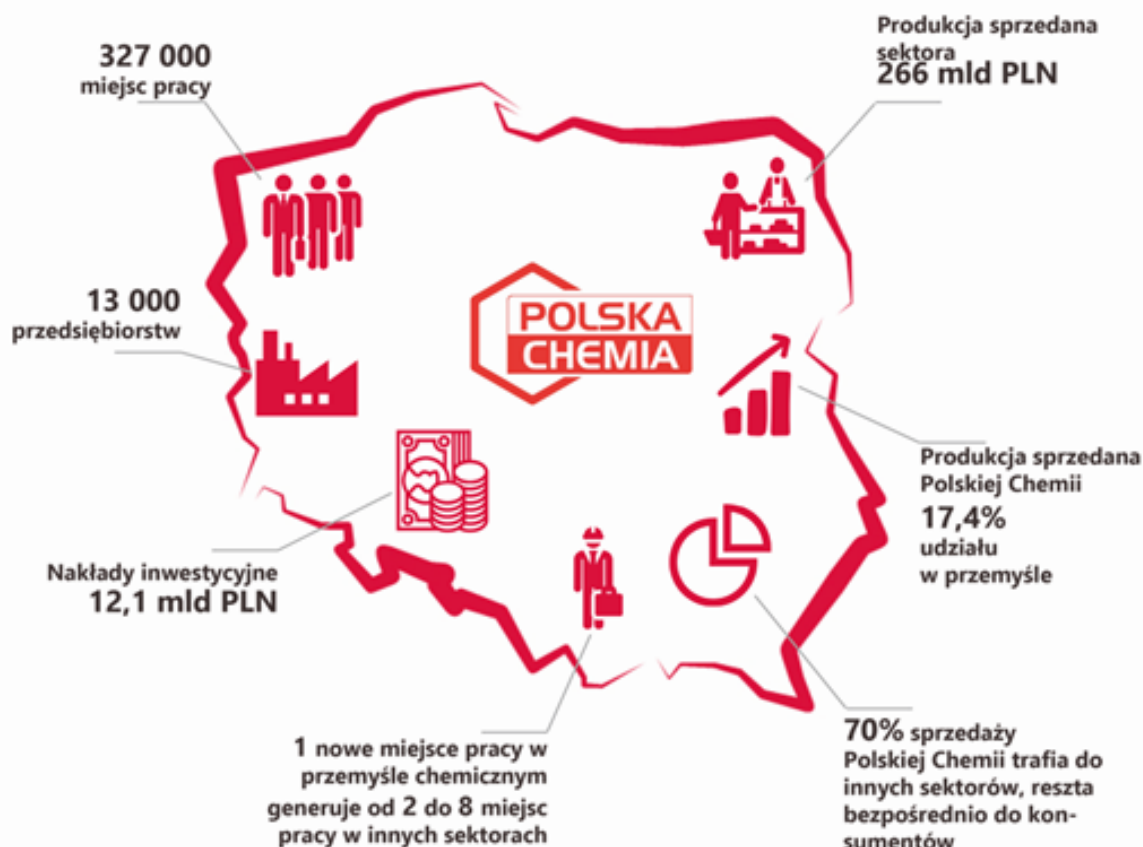 327 000
miejsc pracy
Produkcja sprzedana
sektora
266 mld PLN
13 000
przedsiębiorstw
POLSKA
CHEMIA
Produkcja sprzedana
Polskiej Chemii
17,4%
udziału
w przemyśle
Nakłady inwestycyjne
12,1 mld PLN
1 nowe miejsce pracy w
przemyśle chemicznym
generuje od 2 do 8 miejsc
pracy w innych sektorach
70% sprzedaży
Polskiej Chemii trafia do
innych sektorów, reszta
bezpośrednio do kon-
sumentów